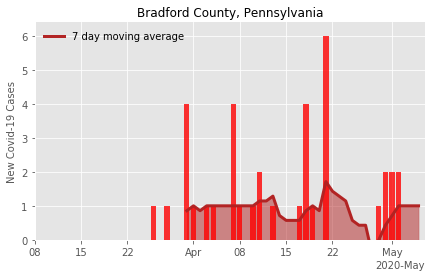 Bradford County, Pennsylvania
7 day moving average
New Covid-19 Cases
6
5
4
3
2
1
0
08 15 22 Apr 08 15 22 May
2020-May